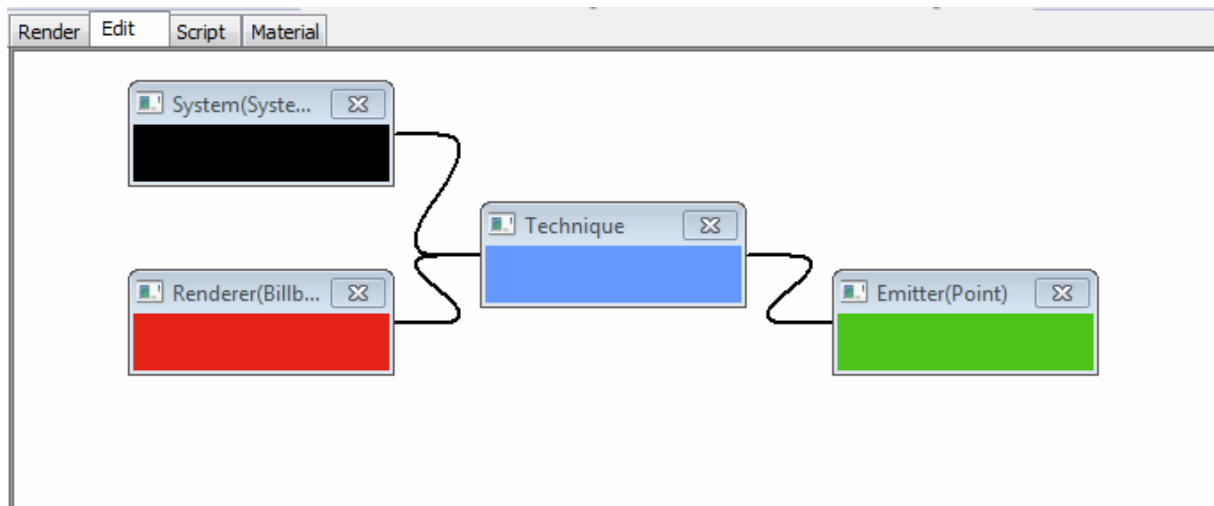 Render Edit Script Material
System(Syste...
Technique
Renderer(Billb...
Emitter(Point)